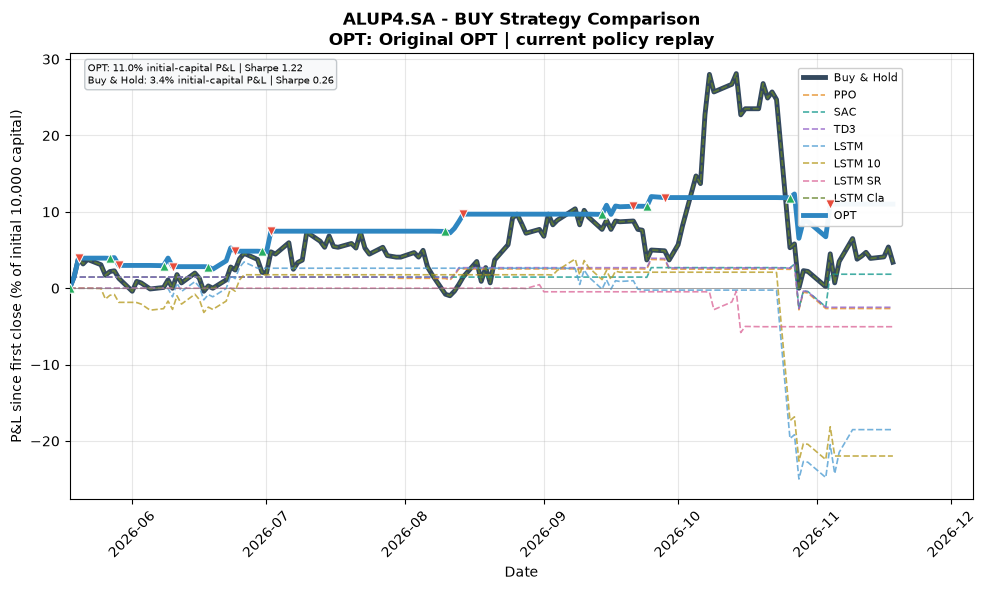 ALUP4.SA - BUY Strategy Comparison
OPT: Original OPT | current policy replay
OPT: 11.0% initial-capital P&L | Sharpe 1.22
Buy & Hold: 3.4% initial-capital P&L | Sharpe 0.26
Buy & Hold
PPO
SAC
TD3
LSTM
LSTM 10
LSTM SR
LSTM Cla
OPT
P&L since first close (% of initial 10,000 capital)
30
20
10
0
−10
−20
2026-06
2026-07
2026-08
2026-09
2026-10
2026-11
2026-12
Date